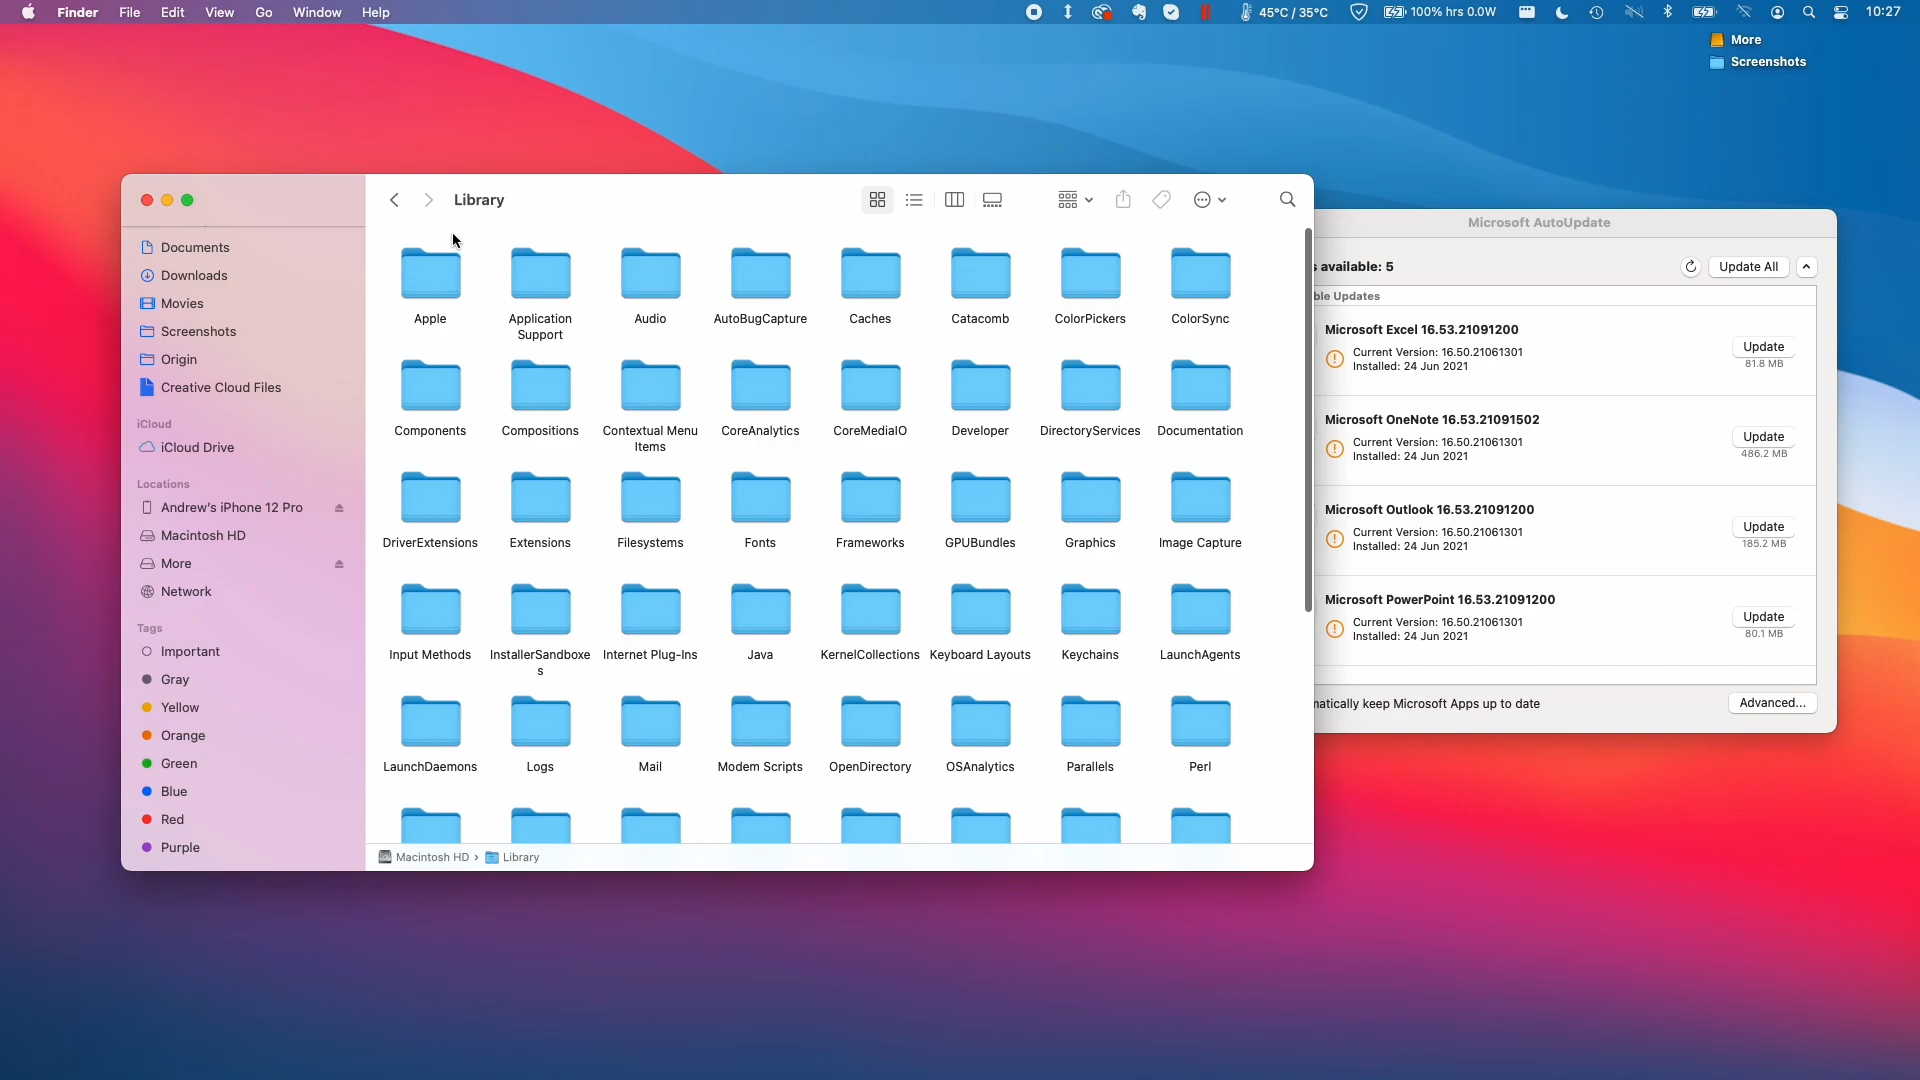 Finder File Edit View Go Window Help
45°C / 35°C 100% hrs 0.0W 10:27
More
Screenshots
Library
Documents
Downloads
Movies
Screenshots
Origin
Creative Cloud Files
iCloud
iCloud Drive
Locations
Andrew's iPhone 12 Pro
Macintosh HD
More
Network
Tags
Important
Gray
Yellow
Orange
Green
Blue
Red
Purple
Apple
Application
Support
Audio
AutoBugCapture
Caches
Catacomb
ColorPickers
ColorSync
Components
Compositions
Contextual Menu
Items
CoreAnalytics
CoreMediaIO
Developer
DirectoryServices
Documentation
DriverExtensions
Extensions
Filesystems
Fonts
Frameworks
GPUBundles
Graphics
Image Capture
Input Methods
InstallerSandboxe
s
Internet Plug-Ins
Java
KernelCollections
Keyboard Layouts
Keychains
LaunchAgents
LaunchDaemons
Logs
Mail
Modem Scripts
OpenDirectory
OSAnalytics
Parallels
Perl
Macintosh HD › Library
Microsoft AutoUpdate
s available: 5
Update All
ble Updates
Microsoft Excel 16.53.21091200
Current Version: 16.50.21061301
Installed: 24 Jun 2021
Update
81.8 MB
Microsoft OneNote 16.53.21091502
Current Version: 16.50.21061301
Installed: 24 Jun 2021
Update
486.2 MB
Microsoft Outlook 16.53.21091200
Current Version: 16.50.21061301
Installed: 24 Jun 2021
Update
185.2 MB
Microsoft PowerPoint 16.53.21091200
Current Version: 16.50.21061301
Installed: 24 Jun 2021
Update
80.1 MB
matically keep Microsoft Apps up to date
Advanced...